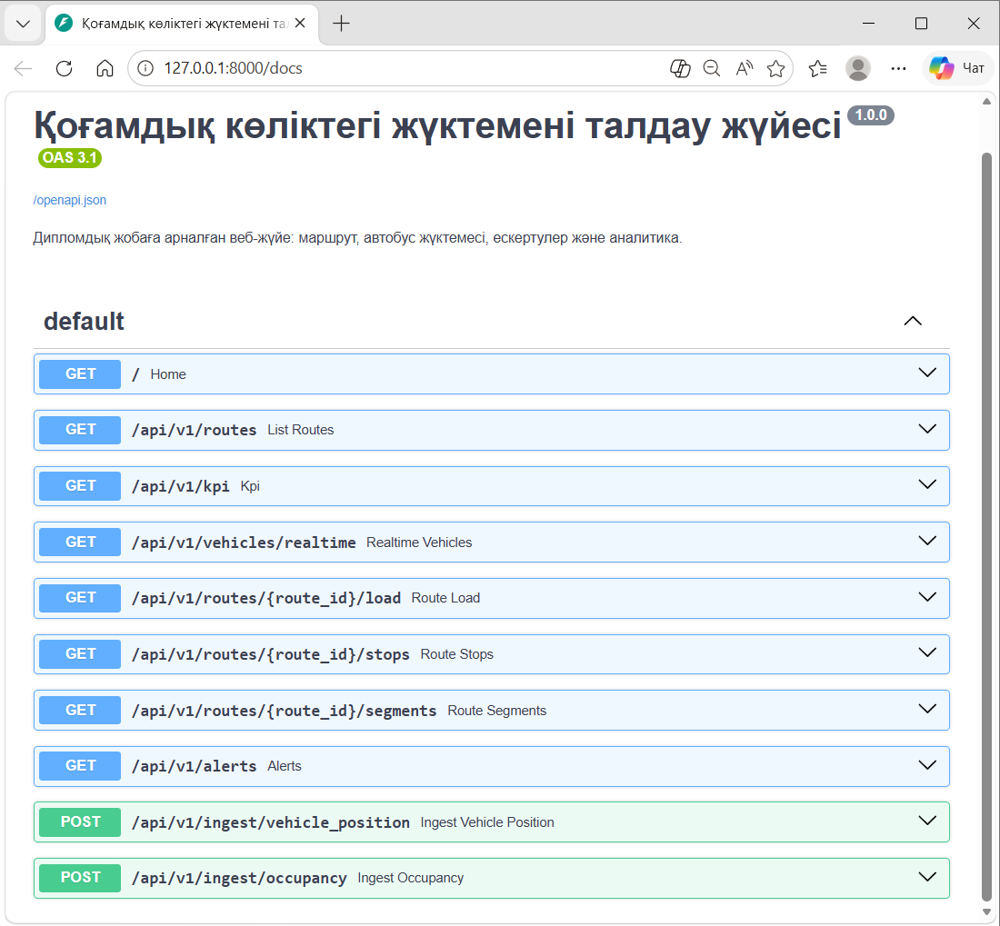 Қоғамдық көліктегі жүктемені тал
127.0.0.1:8000/docs
Чат
Қоғамдық көліктегі жүктемені талдау жүйесі 1.0.0
OAS 3.1
/openapi.json
Дипломдық жобаға арналған веб-жүйе: маршрут, автобус жүктемесі, ескертулер және аналитика.
default
GET / Home
GET /api/v1/routes List Routes
GET /api/v1/kpi Kpi
GET /api/v1/vehicles/realtime Realtime Vehicles
GET /api/v1/routes/{route_id}/load Route Load
GET /api/v1/routes/{route_id}/stops Route Stops
GET /api/v1/routes/{route_id}/segments Route Segments
GET /api/v1/alerts Alerts
POST /api/v1/ingest/vehicle_position Ingest Vehicle Position
POST /api/v1/ingest/occupancy Ingest Occupancy